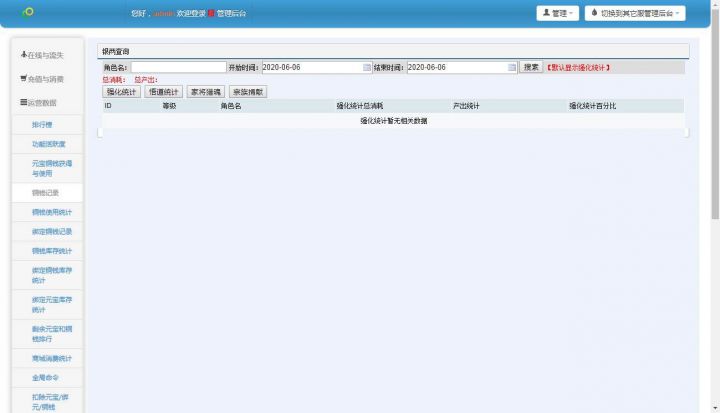 您好，admin 欢迎登录 管理后台
管理
切换到其它服管理后台
在线与流失
充值与消费
运营数据
排行榜
功能活跃度
元宝铜钱获得
与使用
铜钱记录
铜钱使用统计
绑定铜钱记录
铜钱库存统计
绑定铜钱库存
统计
绑定元宝库存
统计
剩余元宝和铜
钱排行
商城消费统计
全局命令
扣除元宝/绑
元/铜钱
银两查询
角色名： 开始时间：2020-06-06 结束时间：2020-06-06 搜索 【默认显示强化统计】
总消耗： 总产出：
强化统计 悟道统计 家将猎魂 宗族捐献
ID 等级 角色名 强化统计总消耗 产出统计 强化统计百分比
强化统计暂无相关数据